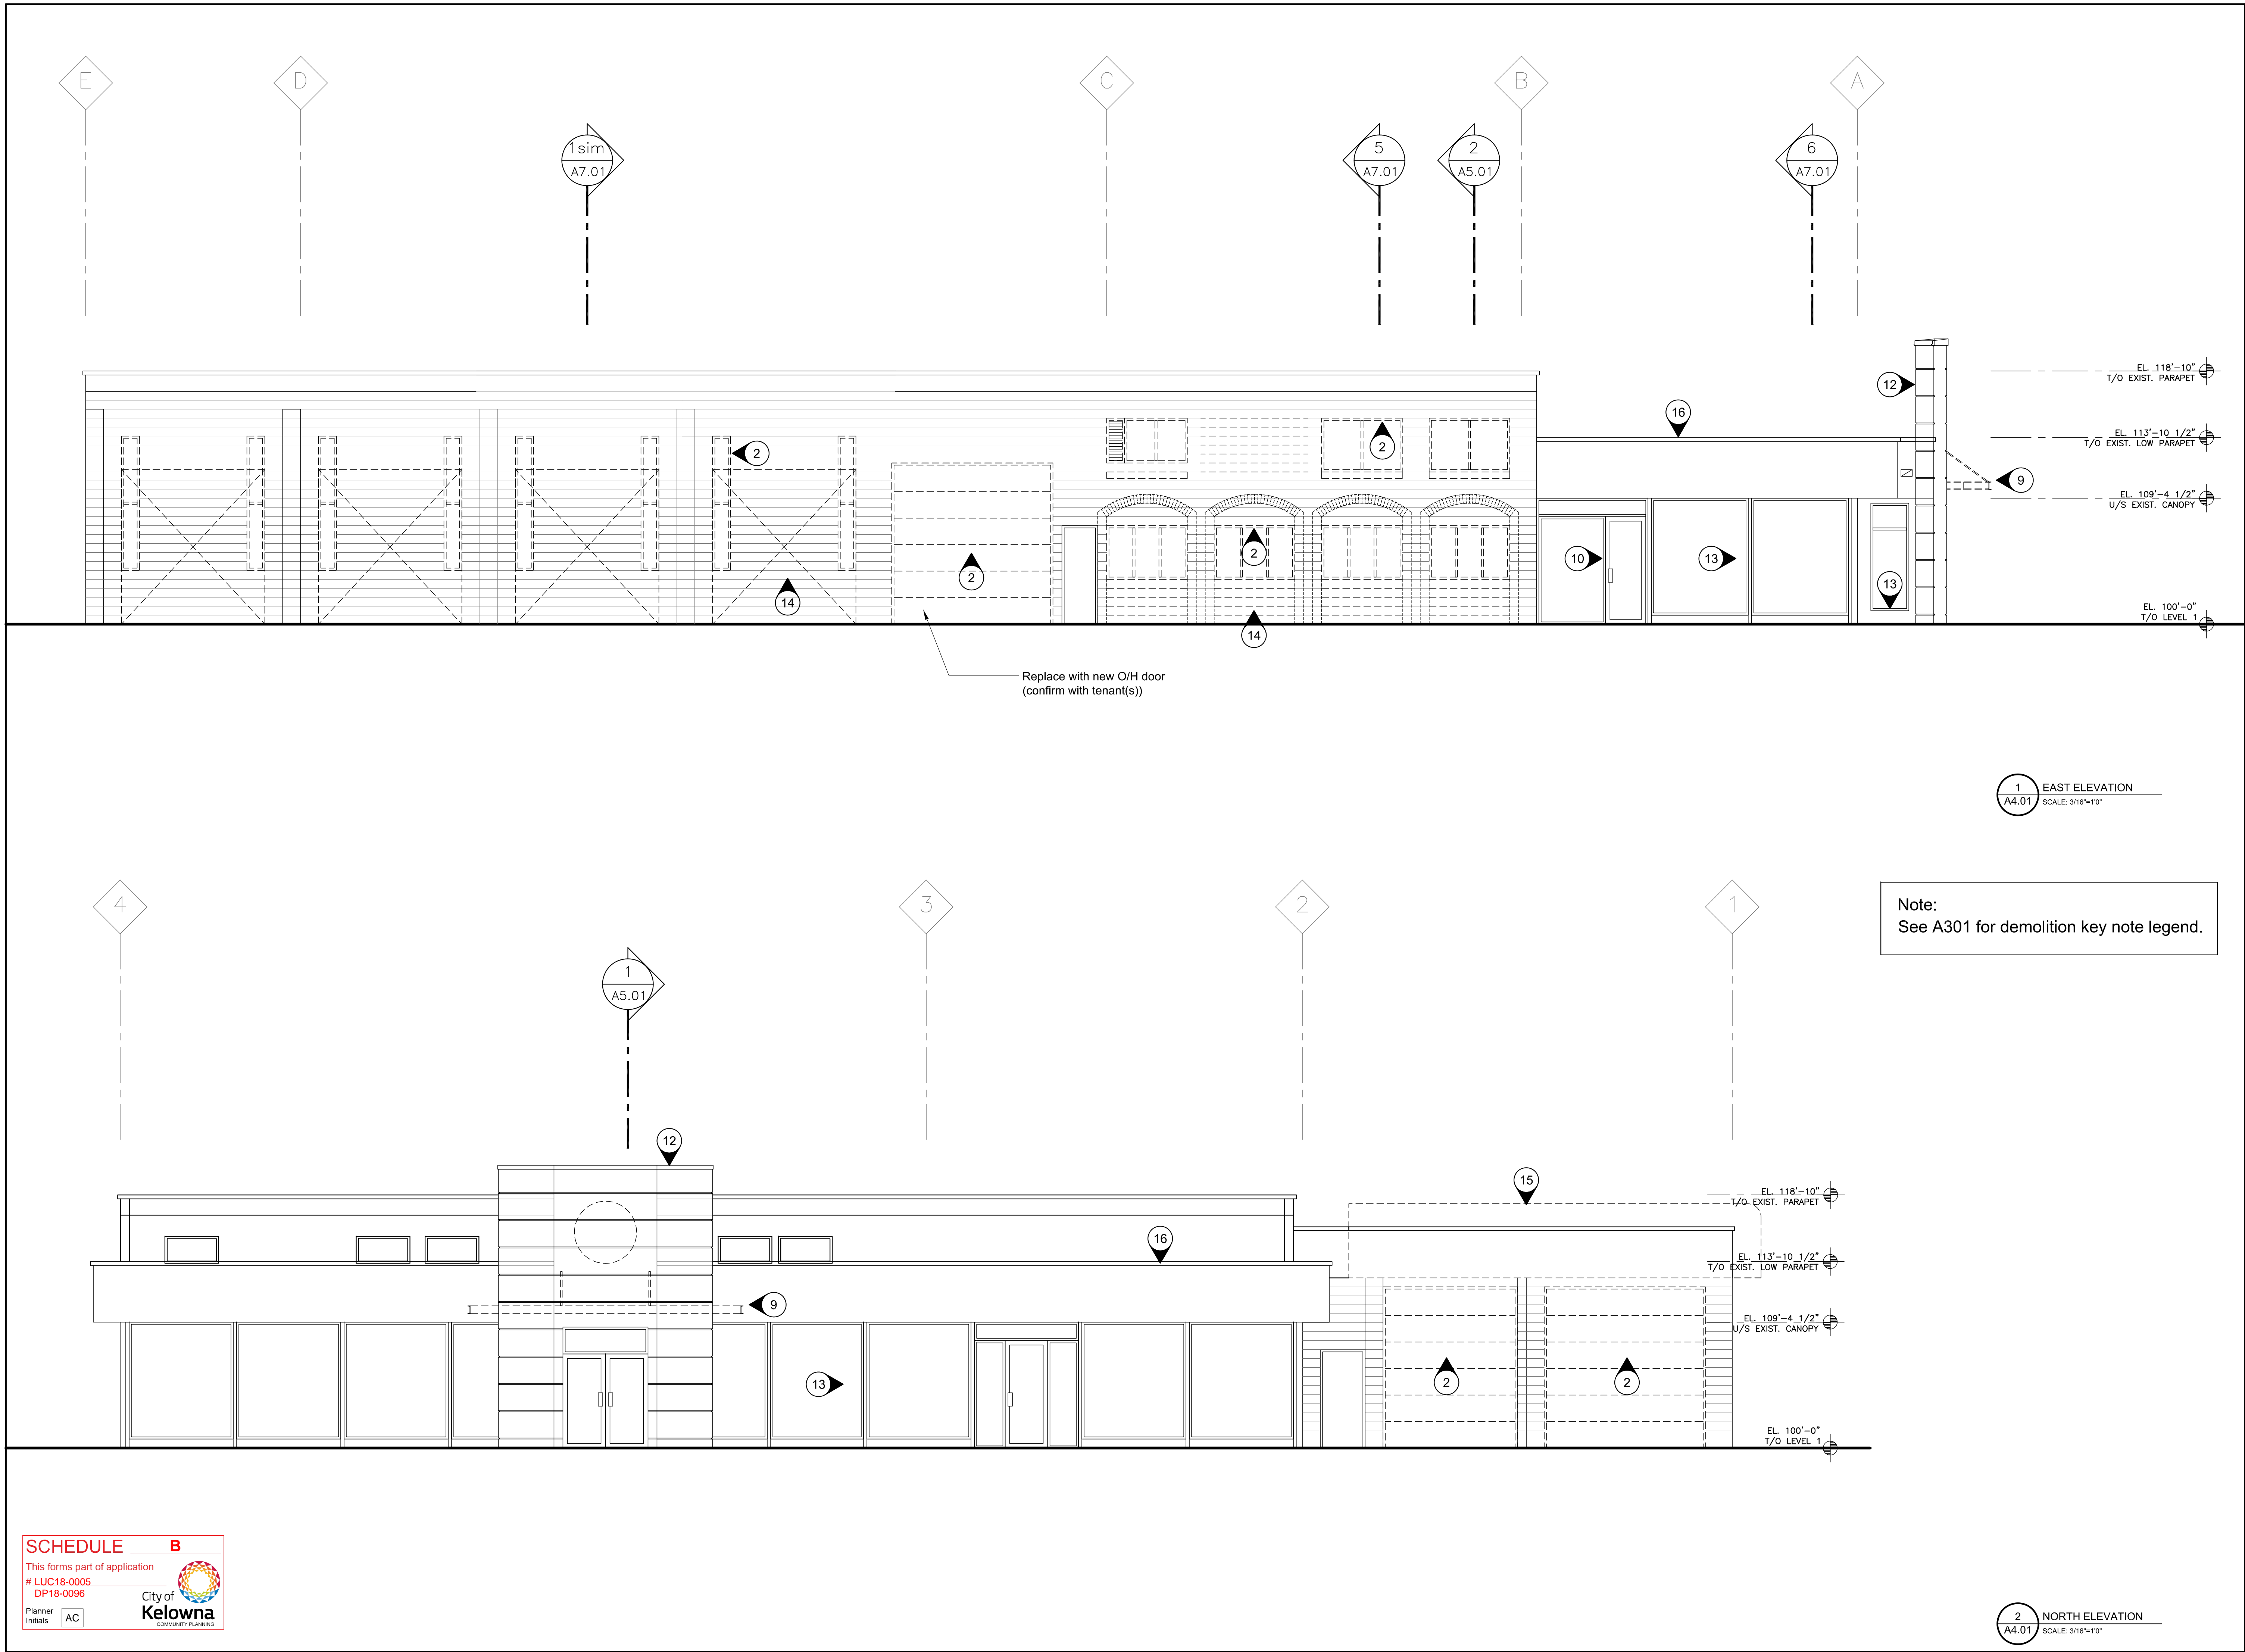 E
D
C
B
A
1sim
A7.01
5
A7.01
2
A5.01
6
A7.01
EL. 118'-10"
T/O EXIST. PARAPET
12
16
EL. 113'-10 1/2"
T/O EXIST. LOW PARAPET
2
2
9
EL. 109'-4 1/2"
U/S EXIST. CANOPY
2
10
13
2
13
14
EL. 100'-0"
T/O LEVEL 1
14
Replace with new O/H door
(confirm with tenant(s))
1
A4.01
EAST ELEVATION
SCALE: 3/16"=1'0"
4
3
2
1
Note:
See A301 for demolition key note legend.
1
A5.01
12
15
EL. 118'-10"
T/O EXIST. PARAPET
16
EL. 113'-10 1/2"
T/O EXIST. LOW PARAPET
9
EL. 109'-4 1/2"
U/S EXIST. CANOPY
13
2
2
EL. 100'-0"
T/O LEVEL 1
SCHEDULE B
This forms part of application
# LUC18-0005
DP18-0096
Planner
Initials
AC
City of
Kelowna
COMMUNITY PLANNING
2
A4.01
NORTH ELEVATION
SCALE: 3/16"=1'0"